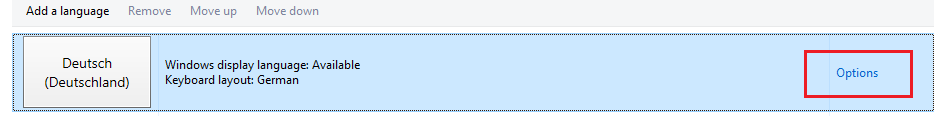 Add a language Remove Move up Move down
Deutsch
(Deutschland)
Windows display language: Available
Keyboard layout: German
Options